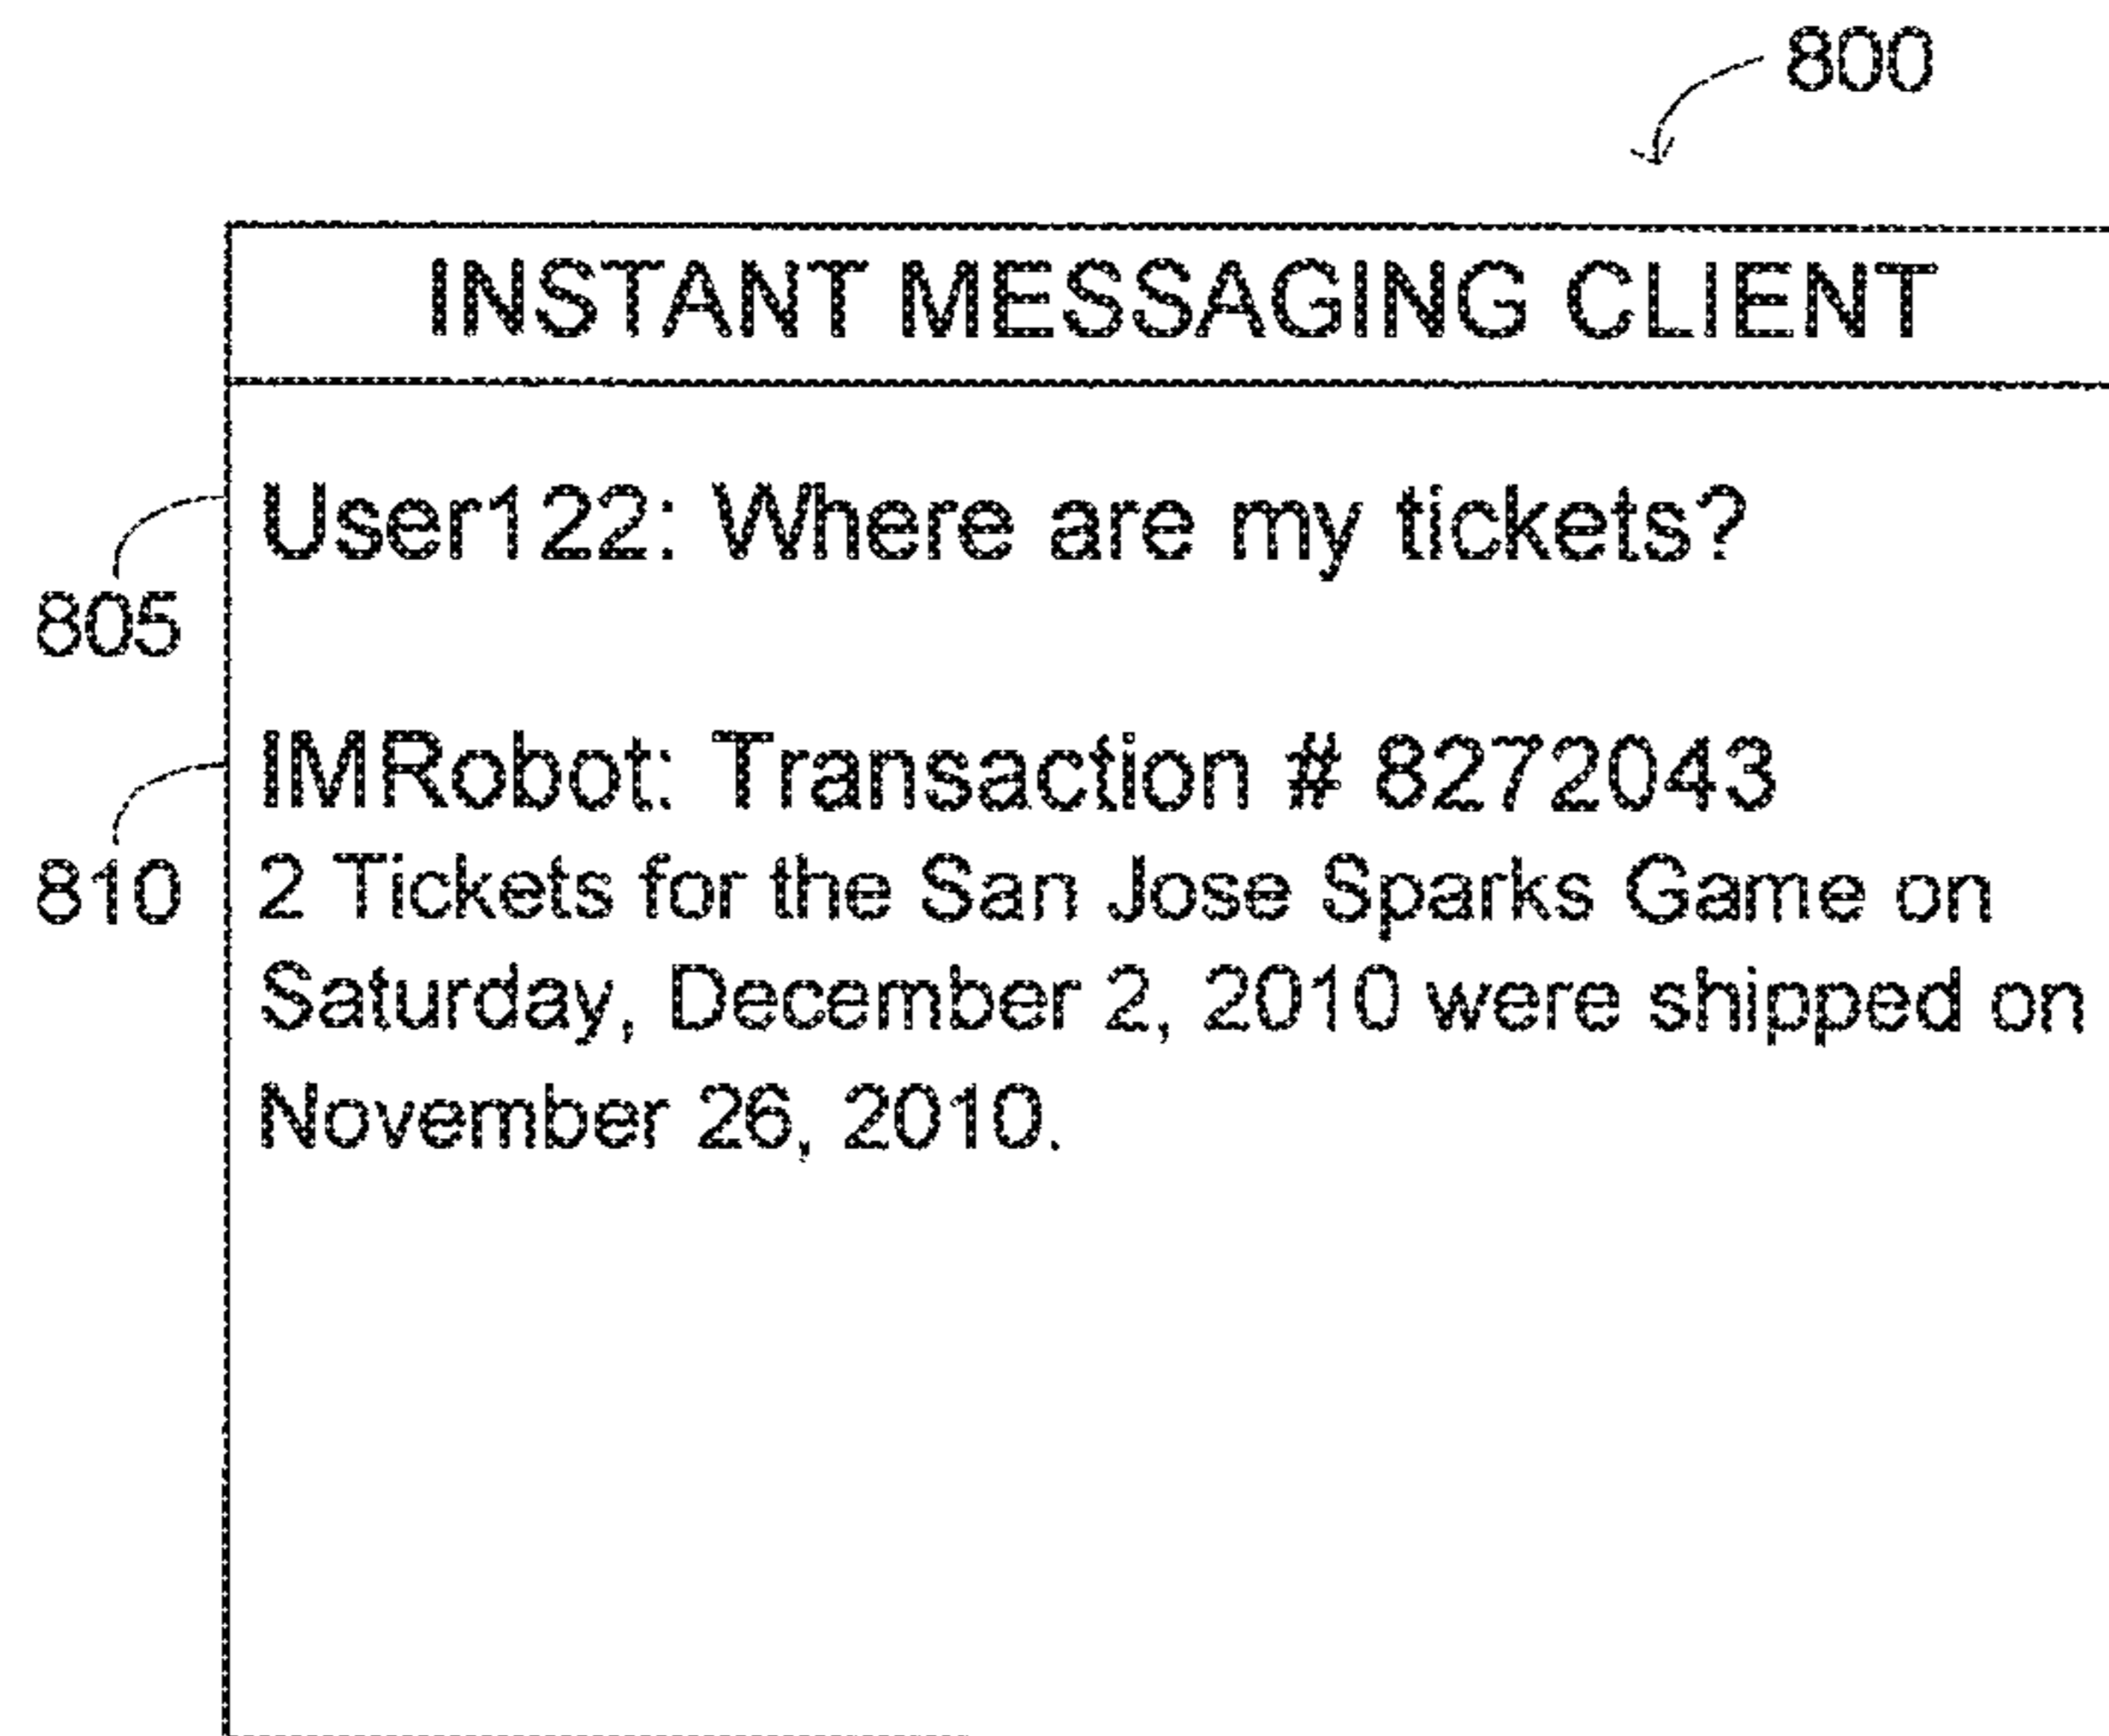 800
INSTANT MESSAGING CLIENT
User122: Where are my tickets?
805
IMRobot: Transaction # 8272043
810
2 Tickets for the San Jose Sparks Game on
Saturday, December 2, 2010 were shipped on
November 26, 2010.